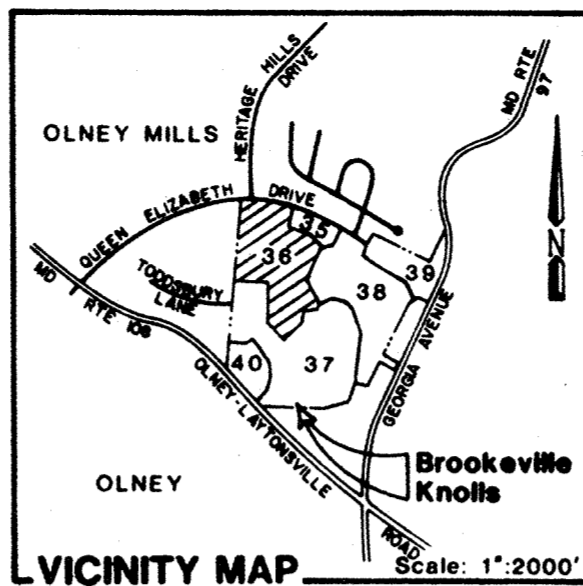 HERITAGE HILLS
DRIVE
MD RTE
97
OLNEY MILLS
QUEEN ELIZABETH DRIVE
35
36
N
39
38
TODDSBURY
LANE
MD RTE 108
GEORGIA AVENUE
40
37
OLNEY-LAYTONSVILLE ROAD
Brookeville
Knolls
OLNEY
VICINITY MAP
Scale: 1":2000'